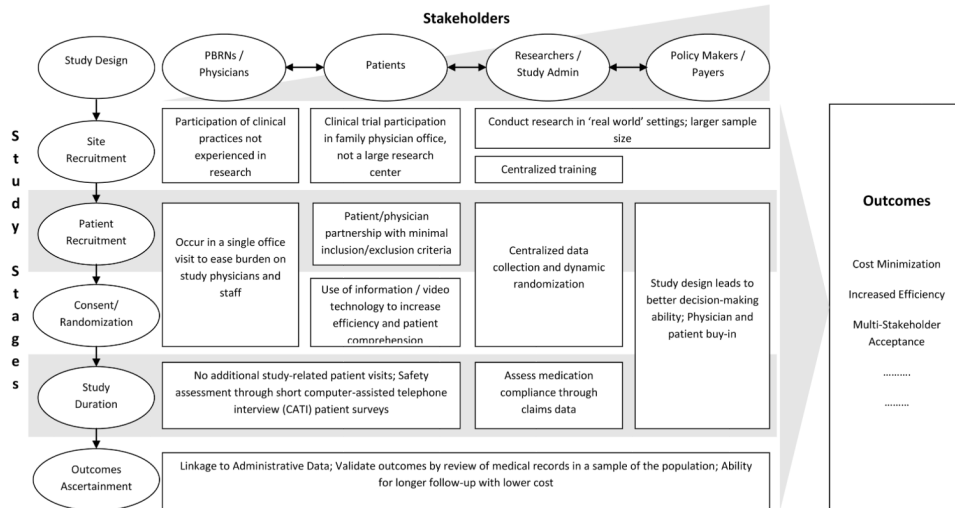 Stakeholders
Study Design
PBRNs /
Physicians
Patients
Researchers /
Study Admin
Policy Makers /
Payers
Study Stages
Site
Recruitment
Participation of clinical
practices not
experienced in
research
Clinical trial participation
in family physician office,
not a large research
center
Conduct research in ‘real world’ settings; larger sample
size
Centralized training
Patient
Recruitment
Occur in a single office
visit to ease burden on
study physicians and
staff
Patient/physician
partnership with minimal
inclusion/exclusion criteria
Centralized data
collection and dynamic
randomization
Study design leads to
better decision-making
ability; Physician and
patient buy-in
Consent/
Randomization
Use of information / video
technology to increase
efficiency and patient
comprehension
Study
Duration
No additional study-related patient visits; Safety
assessment through short computer-assisted telephone
interview (CATI) patient surveys
Assess medication
compliance through
claims data
Outcomes
Ascertainment
Linkage to Administrative Data; Validate outcomes by review of medical records in a sample of the population; Ability
for longer follow-up with lower cost
Outcomes
Cost Minimization
Increased Efficiency
Multi-Stakeholder
Acceptance
……….
………